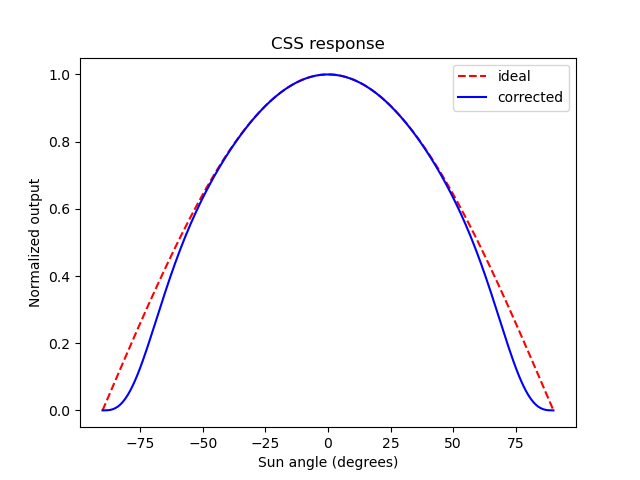 CSS response
ideal
corrected
Normalized output
1.0
0.8
0.6
0.4
0.2
0.0
−75
−50
−25
0
25
50
75
Sun angle (degrees)